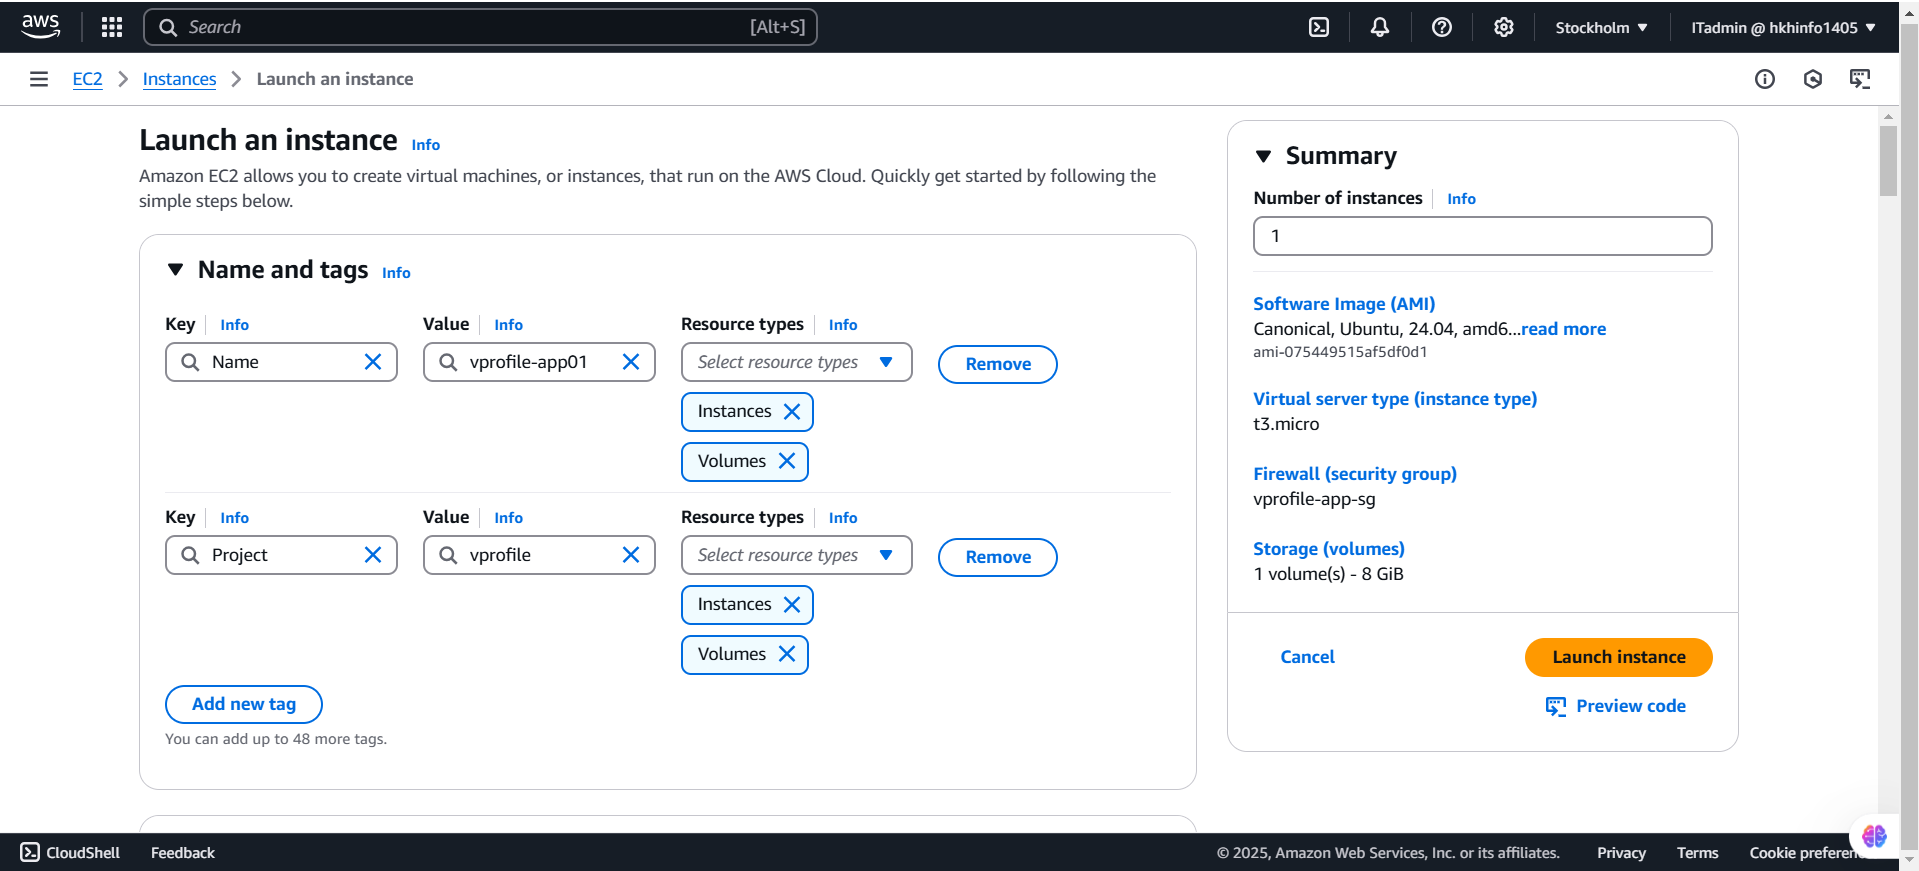 aws
Search [Alt+S]
Stockholm
ITadmin @ hkhinfo1405
EC2 Instances Launch an instance
Launch an instance Info
Amazon EC2 allows you to create virtual machines, or instances, that run on the AWS Cloud. Quickly get started by following the
simple steps below.
Name and tags Info
Key Info Value Info Resource types Info
Name vprofile-app01 Select resource types Remove
Instances
Volumes
Key Info Value Info Resource types Info
Project vprofile Select resource types Remove
Instances
Volumes
Add new tag
You can add up to 48 more tags.
Summary
Number of instances Info
1
Software Image (AMI)
Canonical, Ubuntu, 24.04, amd6...read more
ami-075449515af5df0d1
Virtual server type (instance type)
t3.micro
Firewall (security group)
vprofile-app-sg
Storage (volumes)
1 volume(s) - 8 GiB
Cancel Launch instance
Preview code
CloudShell Feedback © 2025, Amazon Web Services, Inc. or its affiliates. Privacy Terms Cookie preferen